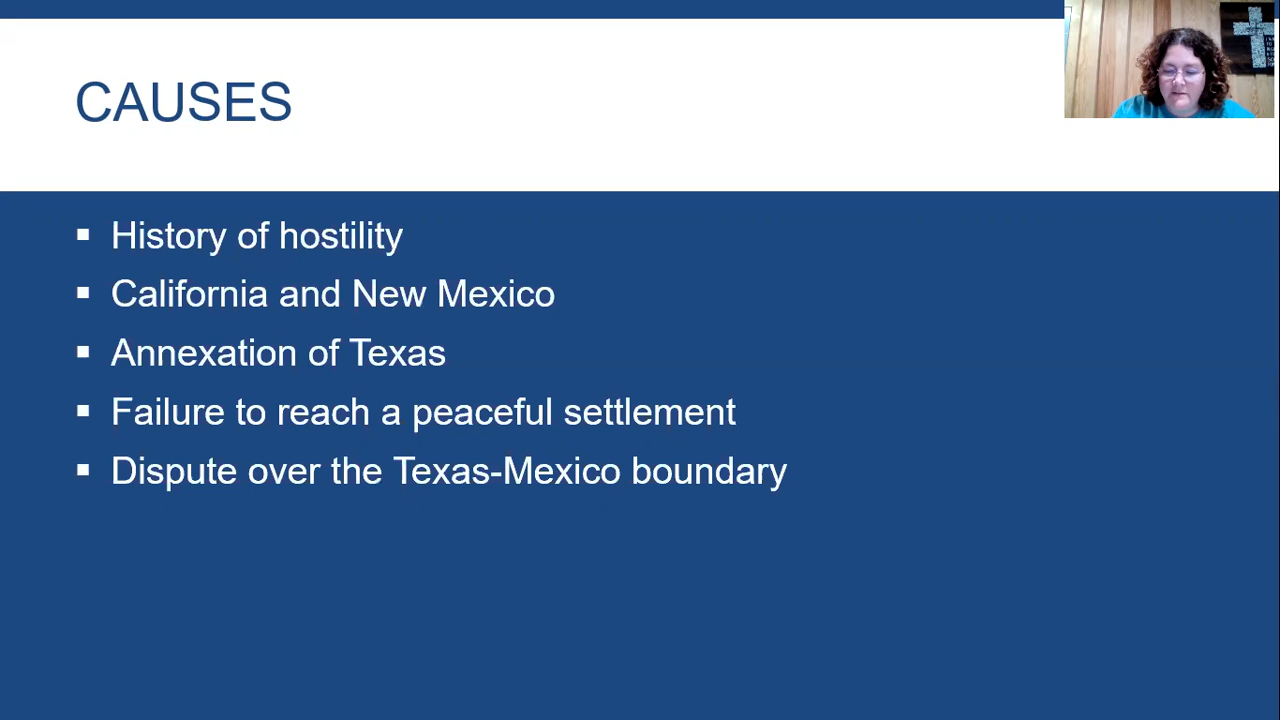 CAUSES
▪ History of hostility
▪ California and New Mexico
▪ Annexation of Texas
▪ Failure to reach a peaceful settlement
▪ Dispute over the Texas-Mexico boundary